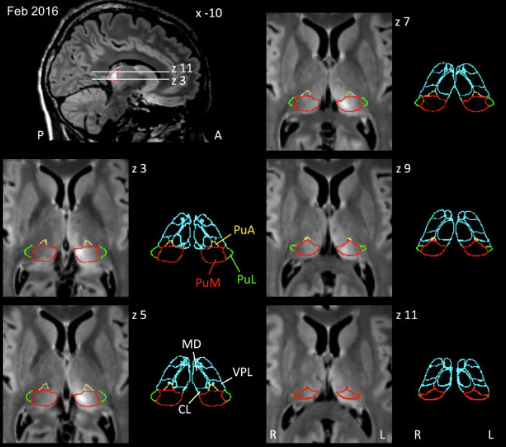 Feb 2016
x -10
z 11
z 3
P
A
z 7
z 3
PuA
PuL
PuM
z 9
z 5
MD
VPL
CL
z 11
R
L
R
L